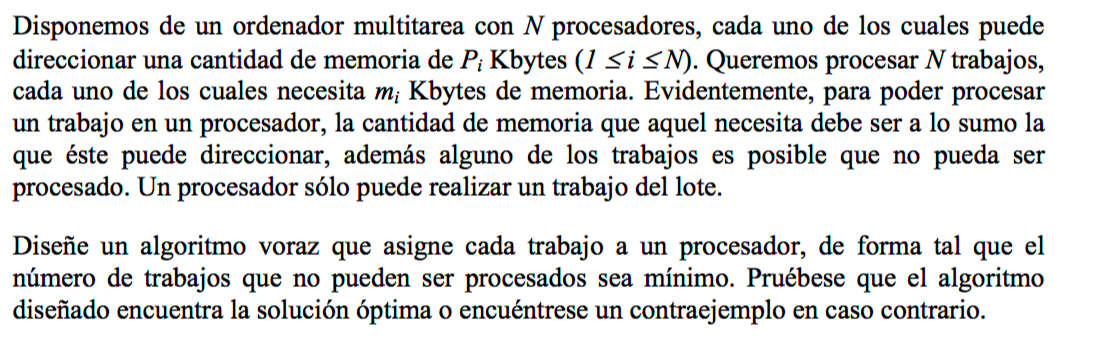 Disponemos de un ordenador multitarea con N procesadores, cada uno de los cuales puede
direccionar una cantidad de memoria de Pi Kbytes (1 ≤ i ≤ N). Queremos procesar N trabajos,
cada uno de los cuales necesita mi Kbytes de memoria. Evidentemente, para poder procesar
un trabajo en un procesador, la cantidad de memoria que aquel necesita debe ser a lo sumo la
que éste puede direccionar, además alguno de los trabajos es posible que no pueda ser
procesado. Un procesador sólo puede realizar un trabajo del lote.
Diseñe un algoritmo voraz que asigne cada trabajo a un procesador, de forma tal que el
número de trabajos que no pueden ser procesados sea mínimo. Pruébese que el algoritmo
diseñado encuentra la solución óptima o encuéntrese un contraejemplo en caso contrario.